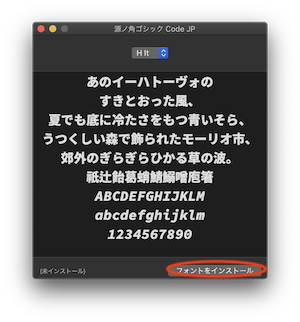 源ノ角ゴシック Code JP
H It
あのイーハトーヴォの
すきとおった風、
夏でも底に冷たさをもつ青いそら、
うつくしい森で飾られたモーリオ市、
郊外のぎらぎらひかる草の波。
祇辻飴葛蛸鯖鰯噌庖箸
ABCDEFGHIJKLM
abcdefghijklm
1234567890
(未インストール)
フォントをインストール